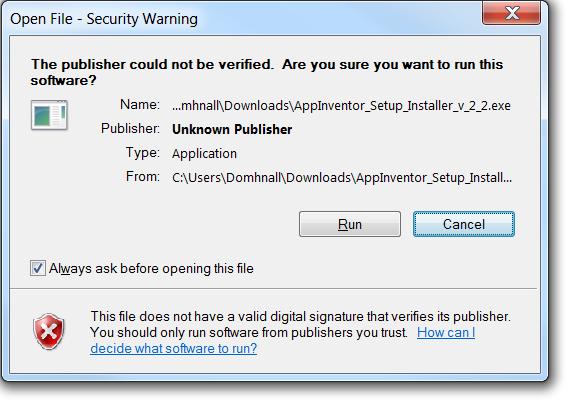 Open File - Security Warning
The publisher could not be verified.  Are you sure you want to run this
software?
Name: ...mhnall\Downloads\AppInventor_Setup_Installer_v_2_2.exe
Publisher: Unknown Publisher
Type: Application
From: C:\Users\Domhnall\Downloads\AppInventor_Setup_Install...
Run Cancel
Always ask before opening this file
This file does not have a valid digital signature that verifies its publisher.
You should only run software from publishers you trust. How can I
decide what software to run?